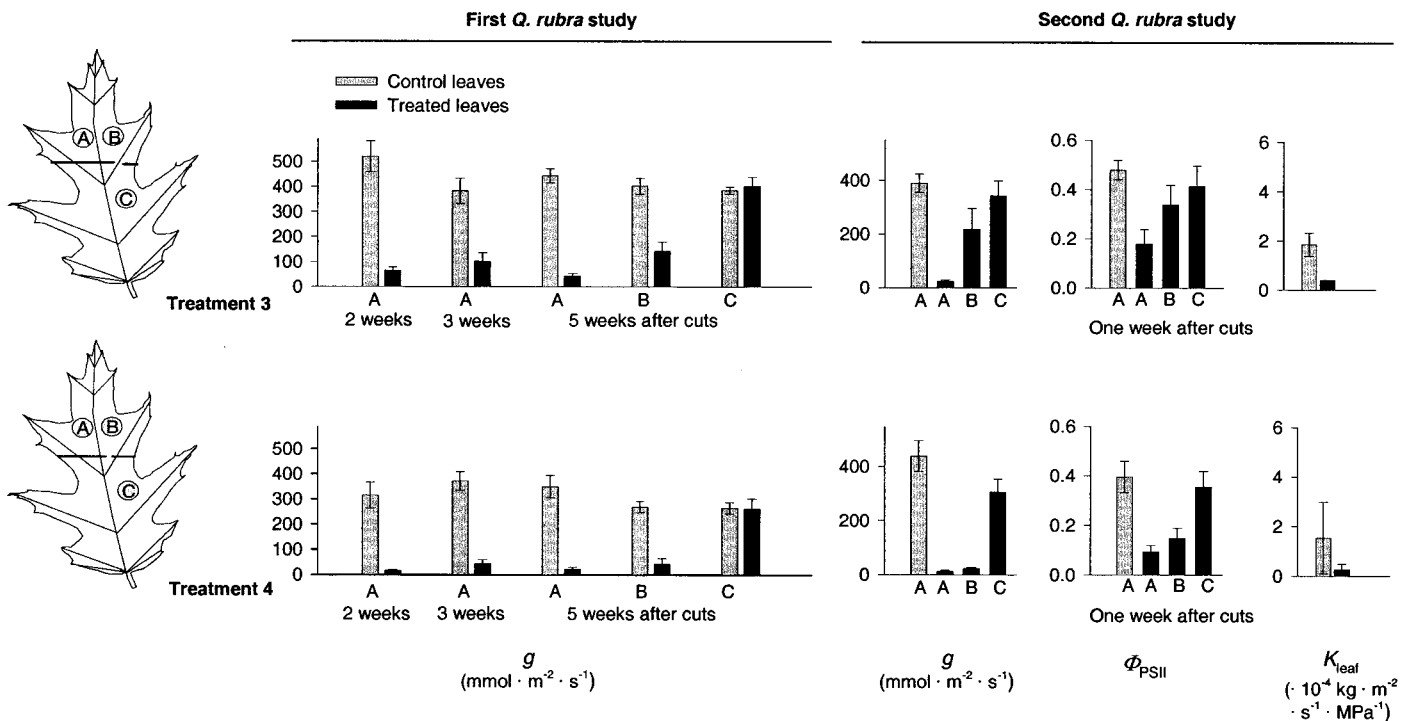 First Q. rubra study
Second Q. rubra study
Control leaves
Treated leaves
A B
C
Treatment 3
500
400
300
200
100
0
A A A B C
2 weeks 3 weeks 5 weeks after cuts
400
200
0
A A B C
0.6
0.4
0.2
0.0
A A B C
One week after cuts
6
4
2
0
A B
C
Treatment 4
500
400
300
200
100
0
A A A B C
2 weeks 3 weeks 5 weeks after cuts
400
200
0
A A B C
0.6
0.4
0.2
0.0
A A B C
One week after cuts
6
4
2
0
g
(mmol · m⁻² · s⁻¹)
g
(mmol · m⁻² · s⁻¹)
Φ_PSII
K_leaf
(· 10⁻⁴ kg · m⁻²
· s⁻¹ · MPa⁻¹)